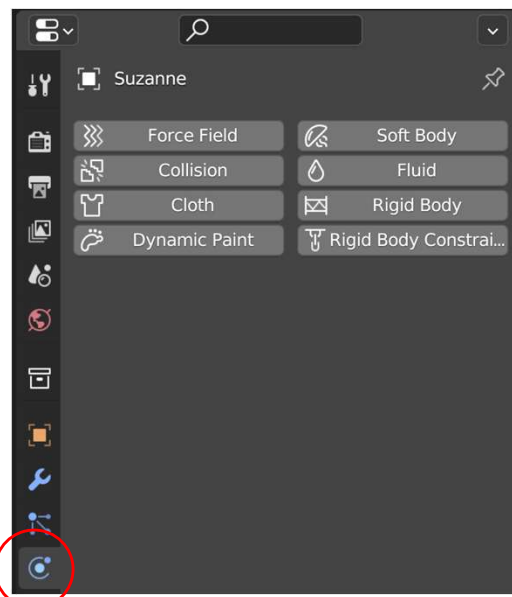 Suzanne
Force Field
Soft Body
Collision
Fluid
Cloth
Rigid Body
Dynamic Paint
Rigid Body Constrai...